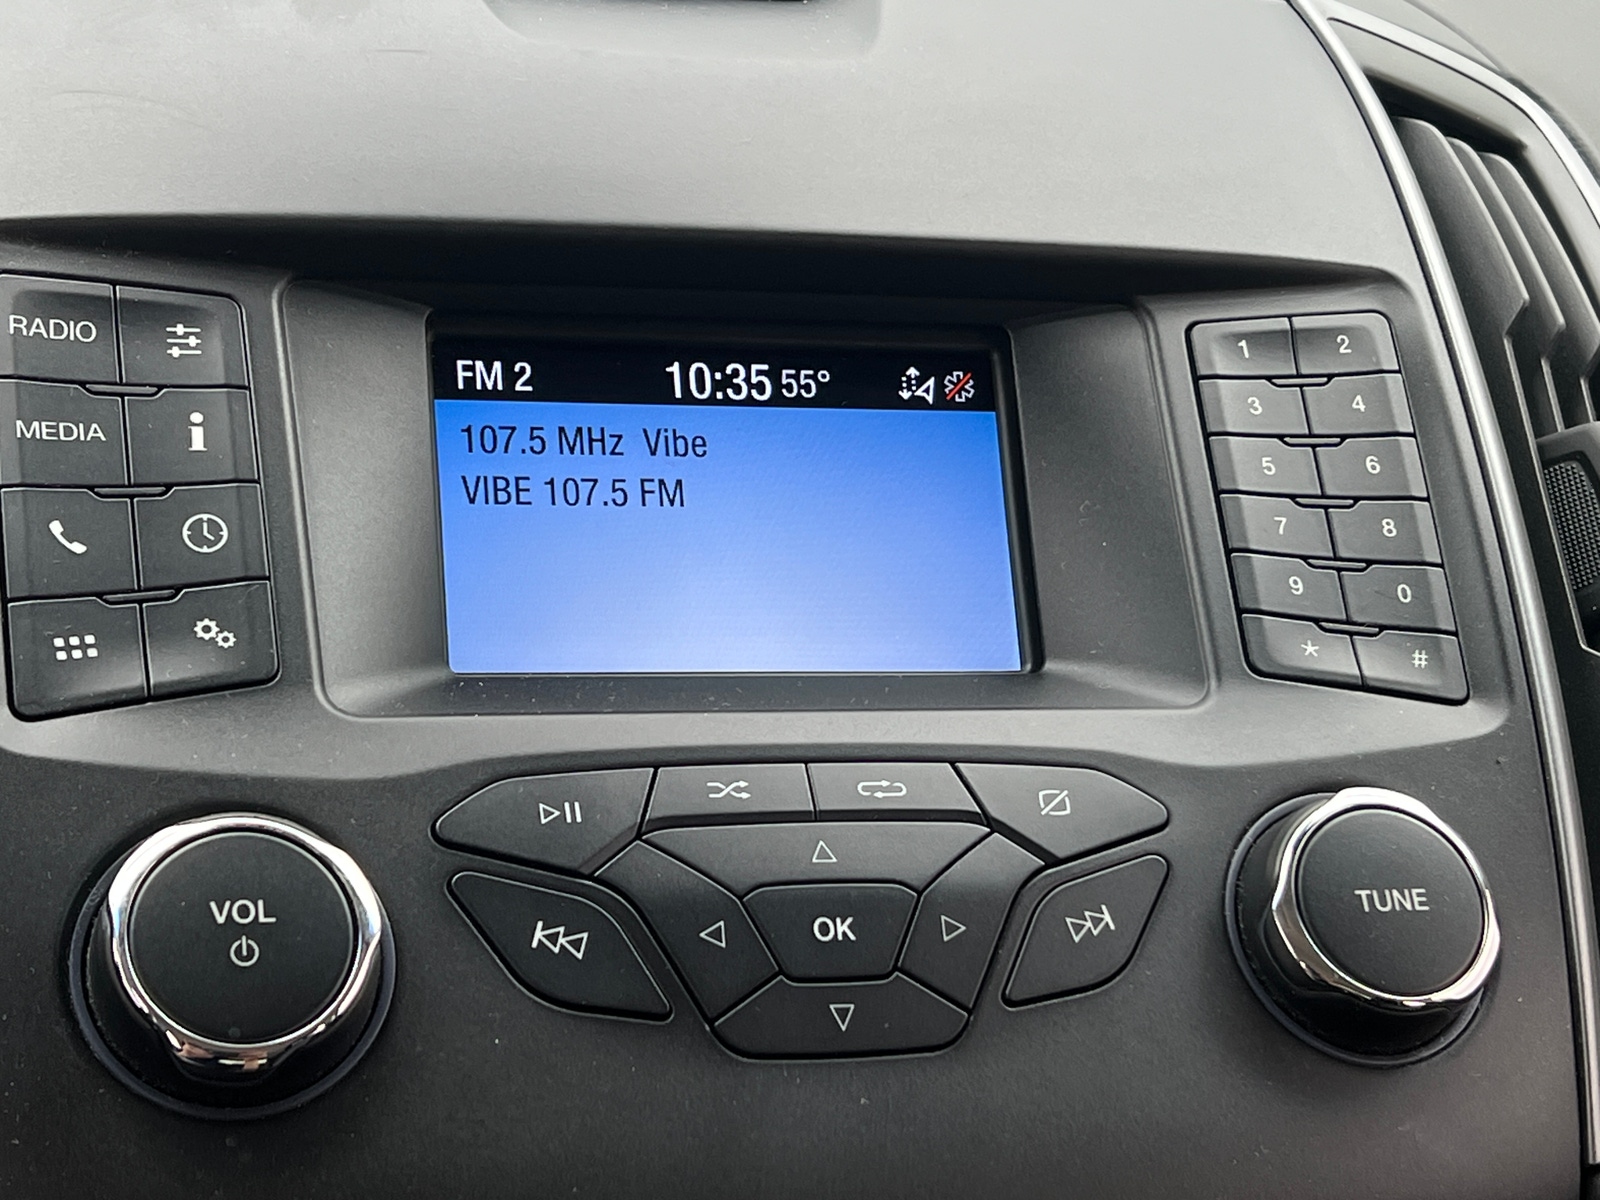 FM 2 10:35 55°
107.5 MHz Vibe
VIBE 107.5 FM
RADIO
MEDIA
1 2
3 4
5 6
7 8
9 0
* #
VOL
OK
TUNE